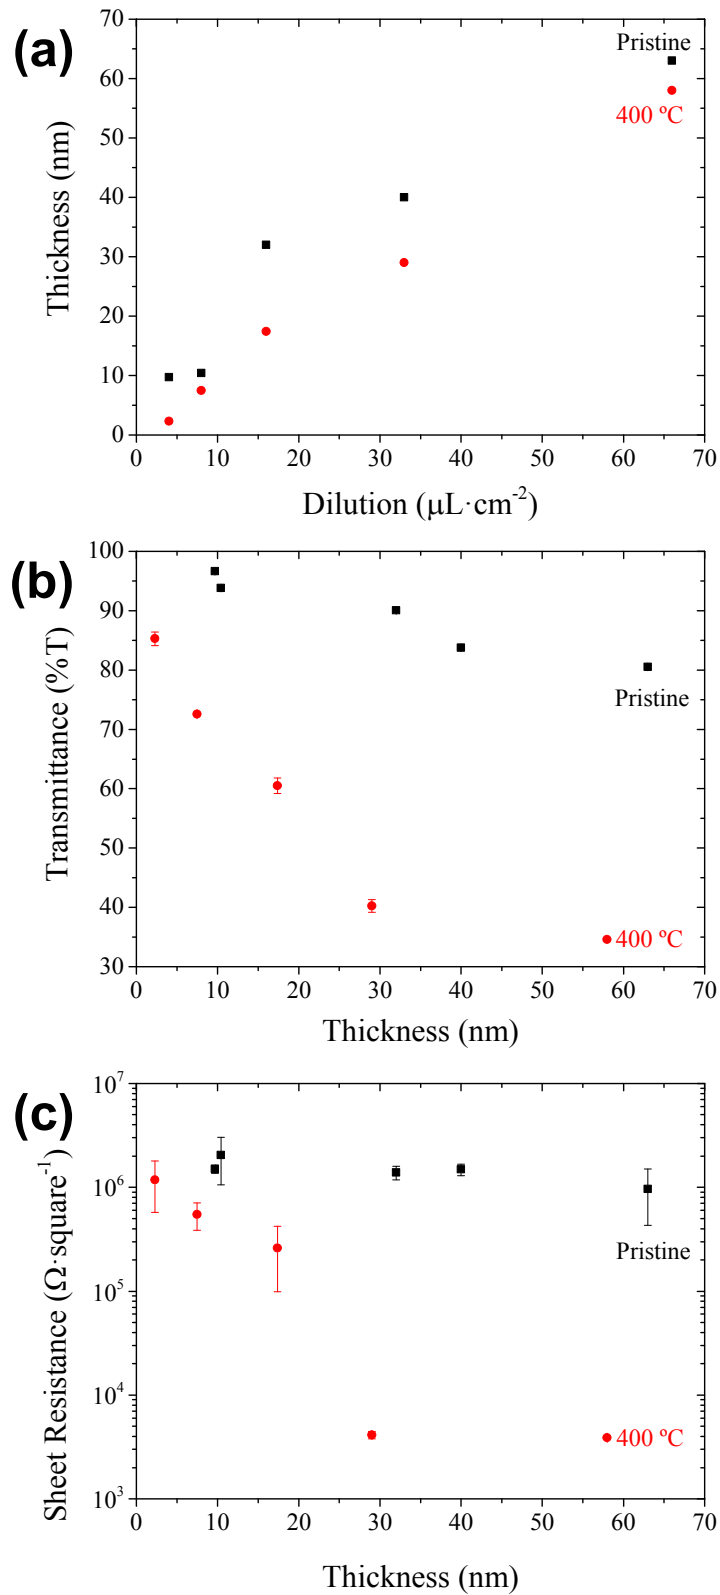 (a)
70
60
50
40
30
20
10
0
Thickness (nm)
Pristine
400 ºC
0 10 20 30 40 50 60 70
Dilution (μL·cm⁻²)
(b)
100
90
80
70
60
50
40
30
Transmittance (%T)
Pristine
400 ºC
0 10 20 30 40 50 60 70
Thickness (nm)
(c)
10⁷
10⁶
10⁵
10⁴
10³
Sheet Resistance (Ω·square⁻¹)
Pristine
400 ºC
0 10 20 30 40 50 60 70
Thickness (nm)